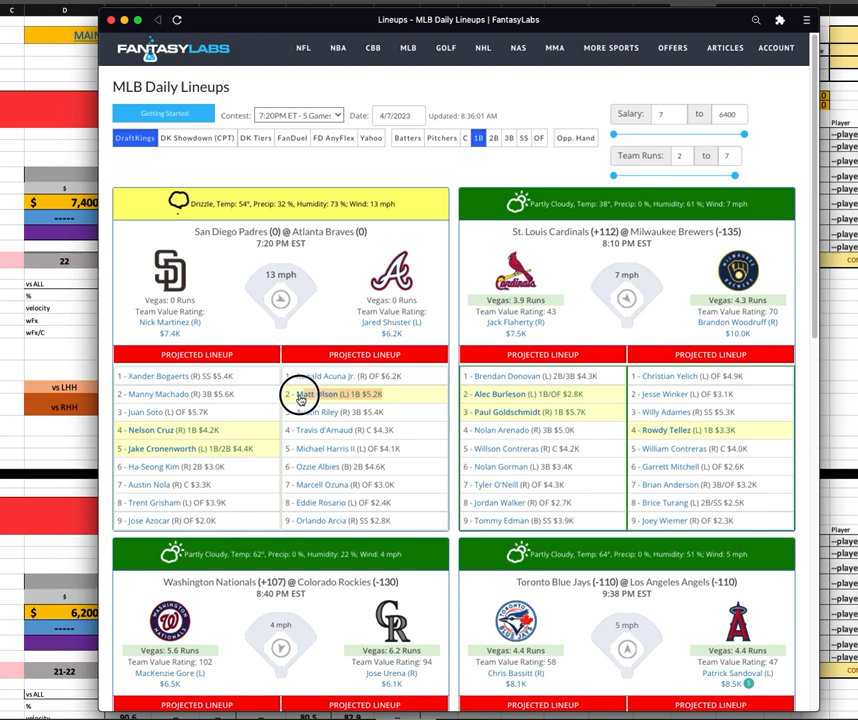 C
D
Lineups - MLB Daily Lineups | FantasyLabs
MAIN
FANTASYLABS
NFL NBA CBB MLB GOLF NHL NAS MMA MORE SPORTS OFFERS ARTICLES ACCOUNT
MLB Daily Lineups
Getting Started
Contest: 7:20PM ET - 5 Games
Date: 4/7/2023
Updated: 8:36:01 AM
Salary: 7 to 6400
DraftKings DK Showdown (CPT) DK Tiers FanDuel FD AnyFlex Yahoo
Batters Pitchers C 1B 2B 3B SS OF
Opp. Hand
Team Runs: 2 to 7
Drizzle, Temp: 54°, Precip: 32 %, Humidity: 73 %, Wind: 13 mph
San Diego Padres (0) @ Atlanta Braves (0)
7:20 PM EST
13 mph
Vegas: 0 Runs
Team Value Rating:
Nick Martinez (R)
$7.4K
Vegas: 0 Runs
Team Value Rating:
Jared Shuster (L)
$6.2K
PROJECTED LINEUP
1 - Xander Bogaerts (R) SS $5.4K
2 - Manny Machado (R) 3B $5.6K
3 - Juan Soto (L) OF $5.7K
4 - Nelson Cruz (R) 1B $4.2K
5 - Jake Cronenworth (L) 1B/2B $4.4K
6 - Ha-Seong Kim (R) 2B $3.0K
7 - Austin Nola (R) C $3.3K
8 - Trent Grisham (L) OF $3.9K
9 - Jose Azocar (R) OF $2.0K
PROJECTED LINEUP
1 - Ronald Acuna Jr. (R) OF $6.2K
2 - Matt Olson (L) 1B $5.2K
3 - Austin Riley (R) 3B $5.4K
4 - Travis d'Arnaud (R) C $4.3K
5 - Michael Harris II (L) OF $4.1K
6 - Ozzie Albies (B) 2B $4.6K
7 - Marcell Ozuna (R) OF $3.0K
8 - Eddie Rosario (L) OF $2.4K
9 - Orlando Arcia (R) SS $2.8K
Partly Cloudy, Temp: 38°, Precip: 0 %, Humidity: 61 %, Wind: 7 mph
St. Louis Cardinals (+112) @ Milwaukee Brewers (-135)
8:10 PM EST
7 mph
Vegas: 3.9 Runs
Team Value Rating: 43
Jack Flaherty (R)
$7.5K
Vegas: 4.3 Runs
Team Value Rating: 70
Brandon Woodruff (R)
$10.0K
PROJECTED LINEUP
1 - Brendan Donovan (L) 2B/3B $4.3K
2 - Alec Burleson (L) 1B/OF $2.8K
3 - Paul Goldschmidt (R) 1B $5.7K
4 - Nolan Arenado (R) 3B $5.0K
5 - Willson Contreras (R) C $4.2K
6 - Nolan Gorman (L) 3B $3.4K
7 - Tyler O'Neill (R) OF $4.3K
8 - Jordan Walker (R) OF $2.7K
9 - Tommy Edman (B) SS $3.9K
PROJECTED LINEUP
1 - Christian Yelich (L) OF $4.9K
2 - Jesse Winker (L) OF $3.1K
3 - Willy Adames (R) SS $5.3K
4 - Rowdy Tellez (L) 1B $3.3K
5 - William Contreras (R) C $4.0K
6 - Garrett Mitchell (L) OF $2.6K
7 - Brian Anderson (R) 3B/OF $3.2K
8 - Brice Turang (L) 2B/SS $2.5K
9 - Joey Wiemer (R) OF $2.3K
Partly Cloudy, Temp: 62°, Precip: 0 %, Humidity: 22 %, Wind: 4 mph
Washington Nationals (+107) @ Colorado Rockies (-130)
8:40 PM EST
4 mph
Vegas: 5.6 Runs
Team Value Rating: 102
MacKenzie Gore (L)
$6.5K
Vegas: 6.2 Runs
Team Value Rating: 94
Jose Urena (R)
$6.1K
PROJECTED LINEUP
PROJECTED LINEUP
Partly Cloudy, Temp: 64°, Precip: 0 %, Humidity: 51 %, Wind: 5 mph
Toronto Blue Jays (-110) @ Los Angeles Angels (-110)
9:38 PM EST
5 mph
Vegas: 4.4 Runs
Team Value Rating: 58
Chris Bassitt (R)
$8.1K
Vegas: 4.4 Runs
Team Value Rating: 47
Patrick Sandoval (L)
$8.5K 5
PROJECTED LINEUP
PROJECTED LINEUP
$
$ 7,400
-----
22
vs ALL
%
velocity
wFx
wFx/C
vs LHH
vs RHH
$
$ 6,200
-----
21-22
vs ALL
%
velocity
Player
Player